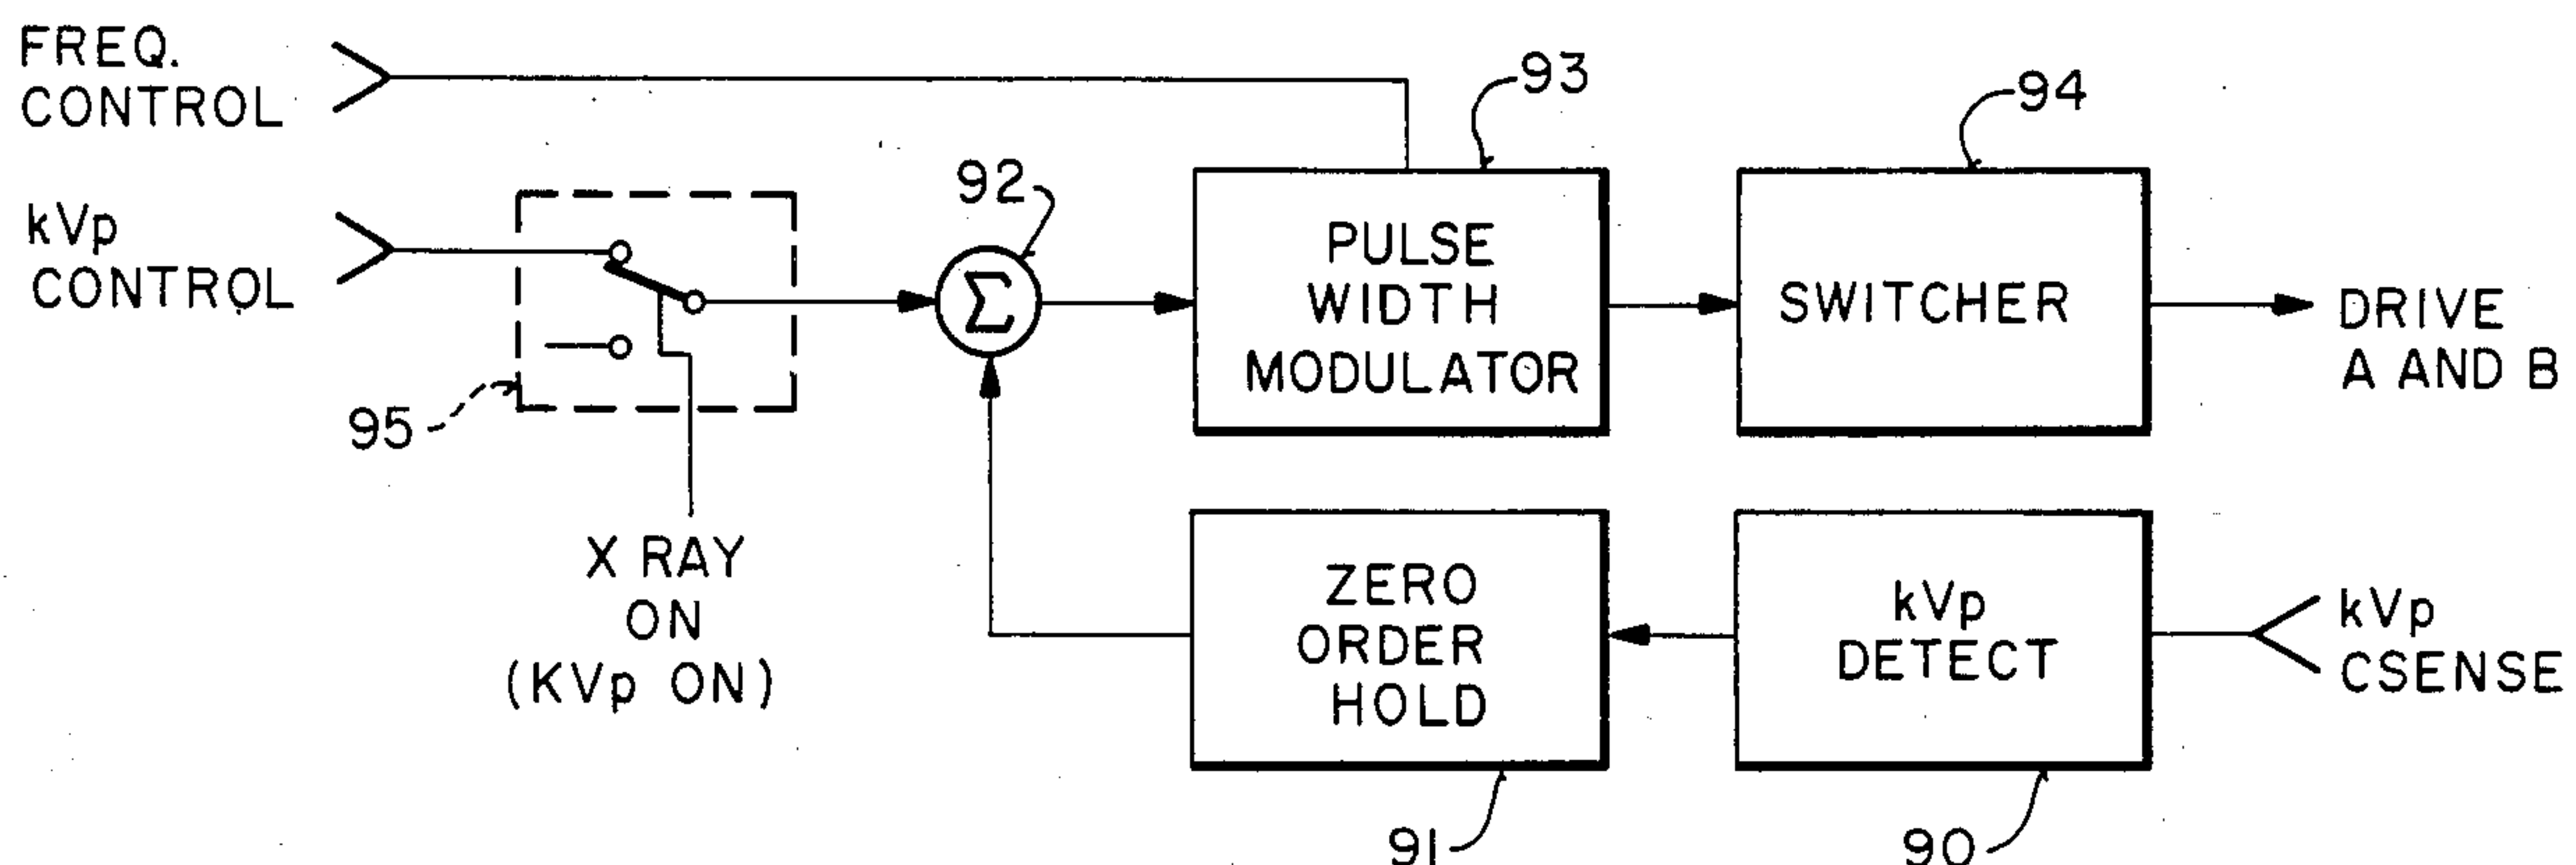 FREQ.
CONTROL
93
94
kVp
CONTROL
92
Σ
PULSE
WIDTH
MODULATOR
SWITCHER
DRIVE
A AND B
95
X RAY
ON
(KVp ON)
ZERO
ORDER
HOLD
kVp
DETECT
kVp
CSENSE
91
90